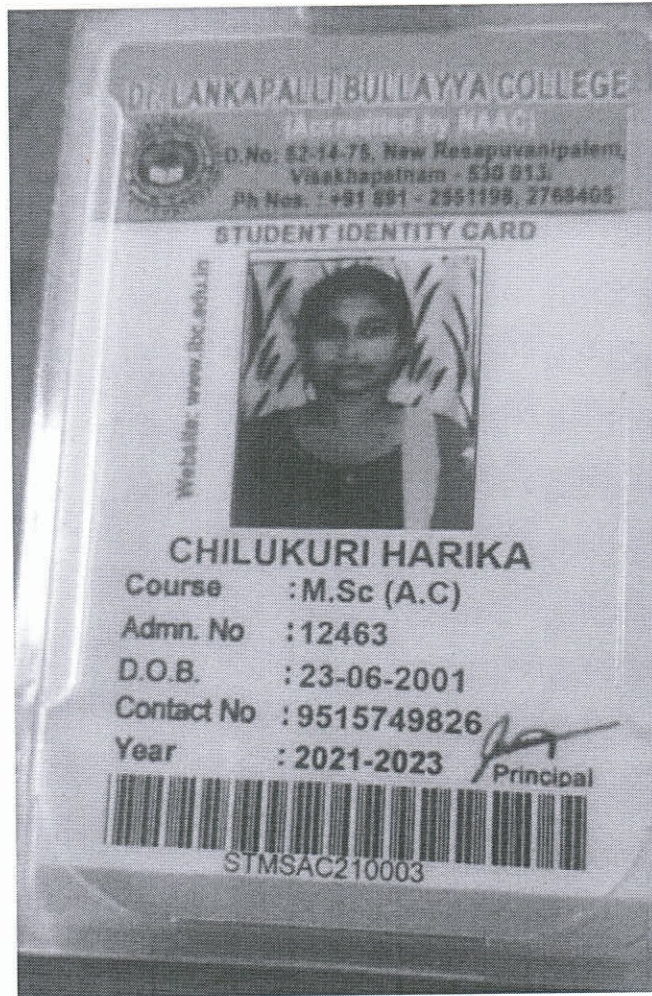 Dr. LANKAPALLI BULLAYYA COLLEGE
(Accredited by NAAC)
D.No: 52-14-75, New Resapuvanipalem,
Visakhapatnam - 530 013.
Ph Nos. : +91 891 - 2551198, 2768405
STUDENT IDENTITY CARD
Website: www.lbc.edu.in
CHILUKURI HARIKA
Course : M.Sc (A.C)
Admn. No : 12463
D.O.B. : 23-06-2001
Contact No : 9515749826
Year : 2021-2023
Principal
STMSAC210003